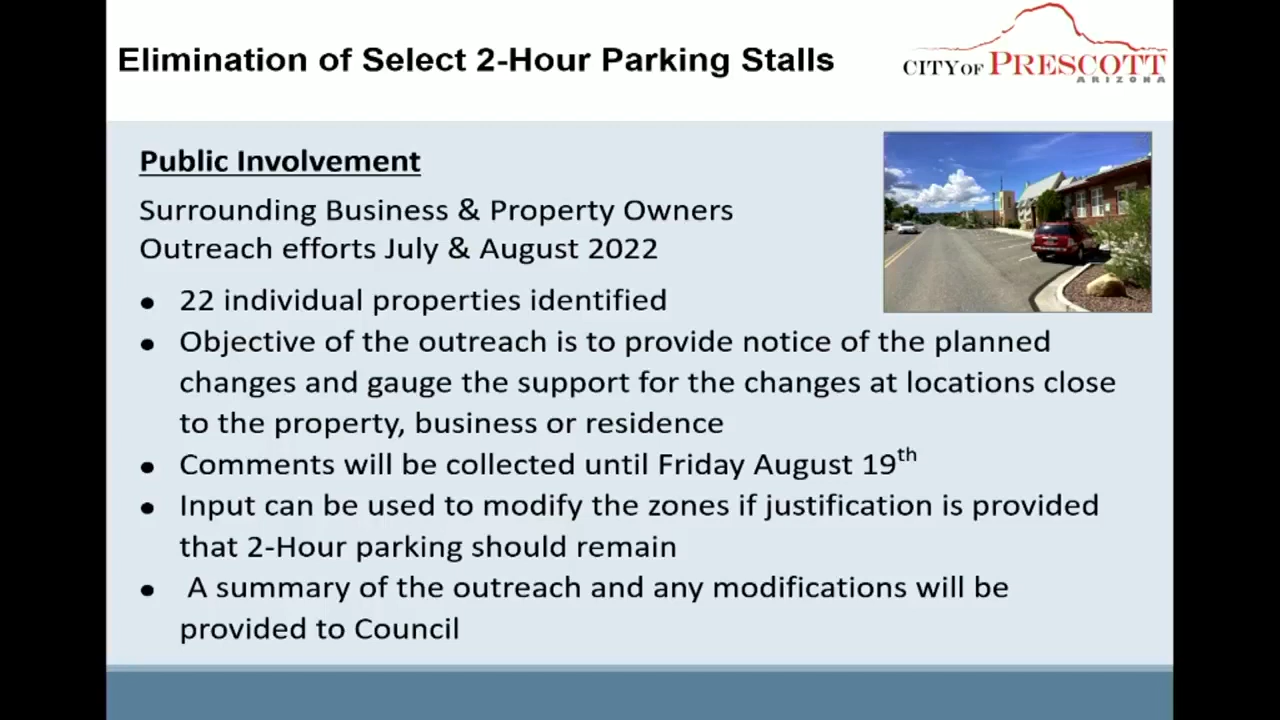 Elimination of Select 2-Hour Parking Stalls
CITY OF PRESCOTT
ARIZONA
Public Involvement
Surrounding Business & Property Owners
Outreach efforts July & August 2022
• 22 individual properties identified
• Objective of the outreach is to provide notice of the planned
changes and gauge the support for the changes at locations close
to the property, business or residence
• Comments will be collected until Friday August 19th
• Input can be used to modify the zones if justification is provided
that 2-Hour parking should remain
• A summary of the outreach and any modifications will be
provided to Council